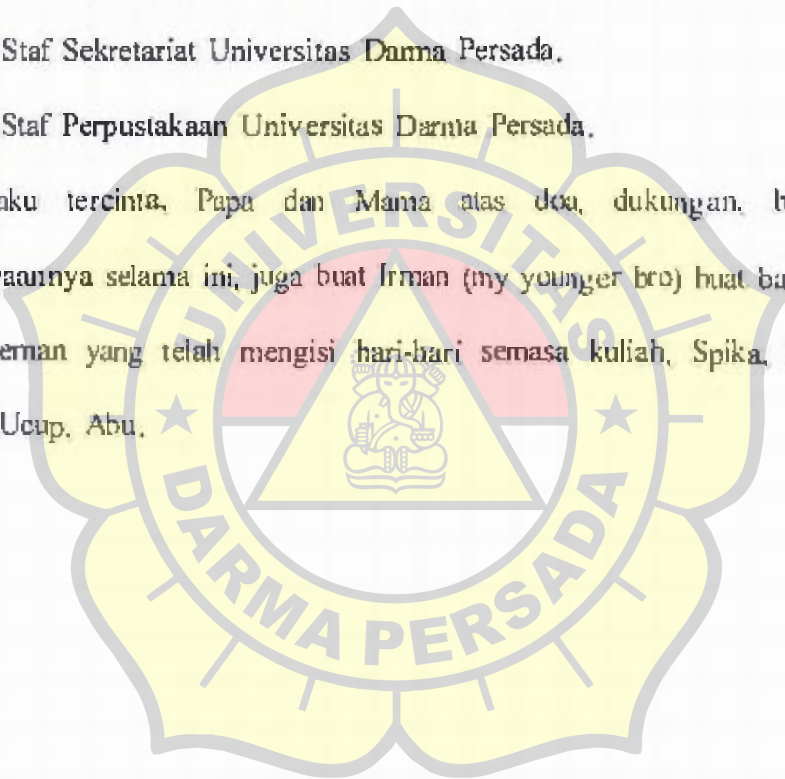 Staf Sekretariat Universitas Darma Persada.
Staf Perpustakaan Universitas Darma Persada.
aku tercinta, Papa dan Mama atas doa, dukungan,
selama ini, juga buat Irman (my younger bro) buat
eman yang telah mengisi hari-hari semasa kuliah, Spika,
Ucup, Abu.
UNIVERSITAS
DARMA PERSADA